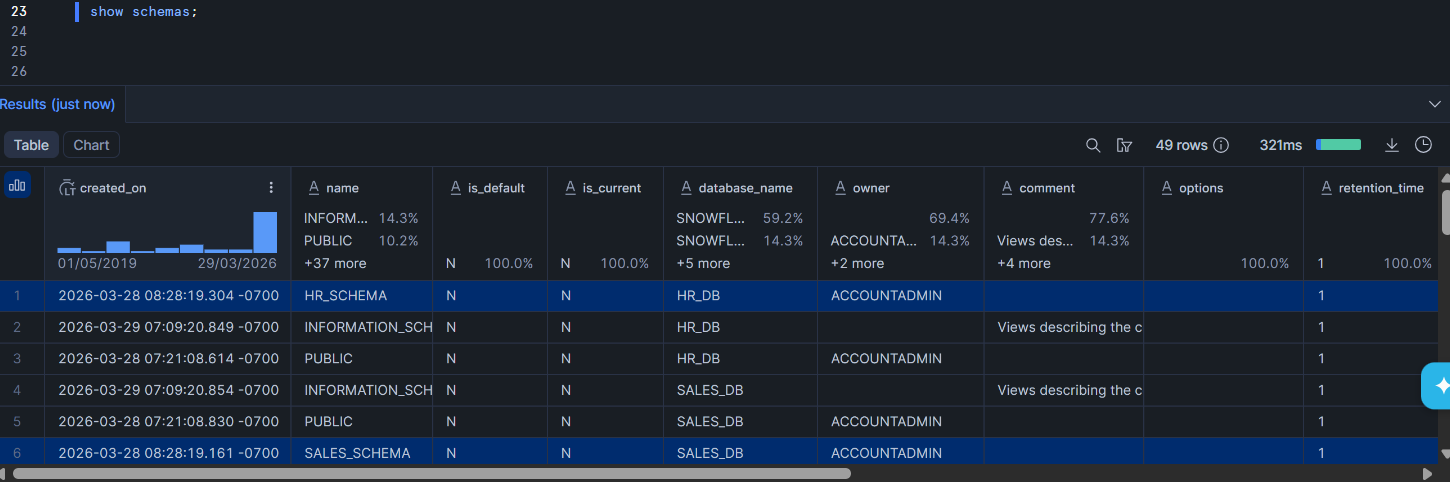 23 show schemas;
24
25
26
Results (just now)
Table Chart 49 rows 321ms
created_on name is_default is_current database_name owner comment options retention_time
INFORM... 14.3% SNOWFL... 59.2% 69.4% 77.6%
PUBLIC 10.2% SNOWFL... 14.3% ACCOUNTA... 14.3% Views des... 14.3%
01/05/2019 29/03/2026 +37 more N 100.0% N 100.0% +5 more +2 more +4 more 100.0% 1 100.0%
1 2026-03-28 08:28:19.304 -0700 HR_SCHEMA N N HR_DB ACCOUNTADMIN 1
2 2026-03-29 07:09:20.849 -0700 INFORMATION_SCH N N HR_DB Views describing the c 1
3 2026-03-28 07:21:08.614 -0700 PUBLIC N N HR_DB ACCOUNTADMIN 1
4 2026-03-29 07:09:20.854 -0700 INFORMATION_SCH N N SALES_DB Views describing the c 1
5 2026-03-28 07:21:08.830 -0700 PUBLIC N N SALES_DB ACCOUNTADMIN 1
6 2026-03-28 08:28:19.161 -0700 SALES_SCHEMA N N SALES_DB ACCOUNTADMIN 1